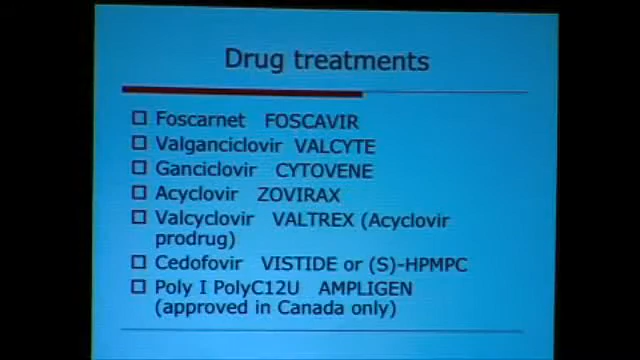 Drug treatments
Foscarnet FOSCAVIR
Valganciclovir VALCYTE
Ganciclovir CYTOVENE
Acyclovir ZOVIRAX
Valcyclovir VALTREX (Acyclovir
prodrug)
Cedofovir VISTIDE or (S)-HPMPC
Poly I PolyC12U AMPLIGEN
(approved in Canada only)